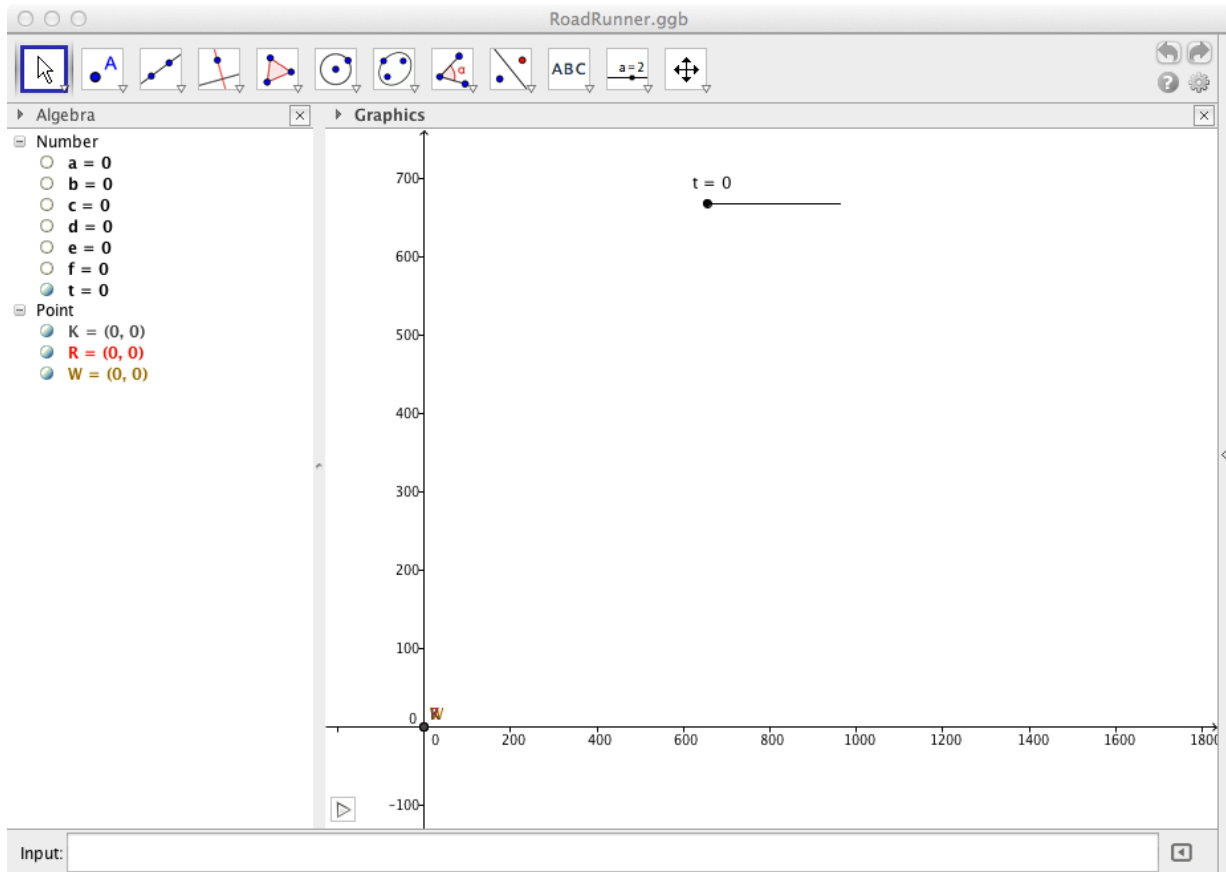 RoadRunner.ggb
A
α
ABC
a=2
?
Algebra
Graphics
Number
a = 0
b = 0
c = 0
d = 0
e = 0
f = 0
t = 0
Point
K = (0, 0)
R = (0, 0)
W = (0, 0)
t = 0
700
600
500
400
300
200
100
0
0 200 400 600 800 1000 1200 1400 1600 1800
-100
Input: